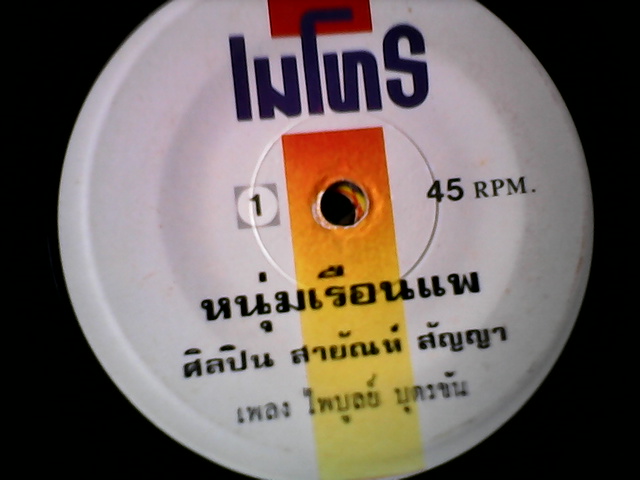 ไมโทร
1
45 RPM.
หนุ่มเรือนแพ
ศิลปิน สายัณห์ สัญญา
เพลง ไพบูลย์ บุตรขัน